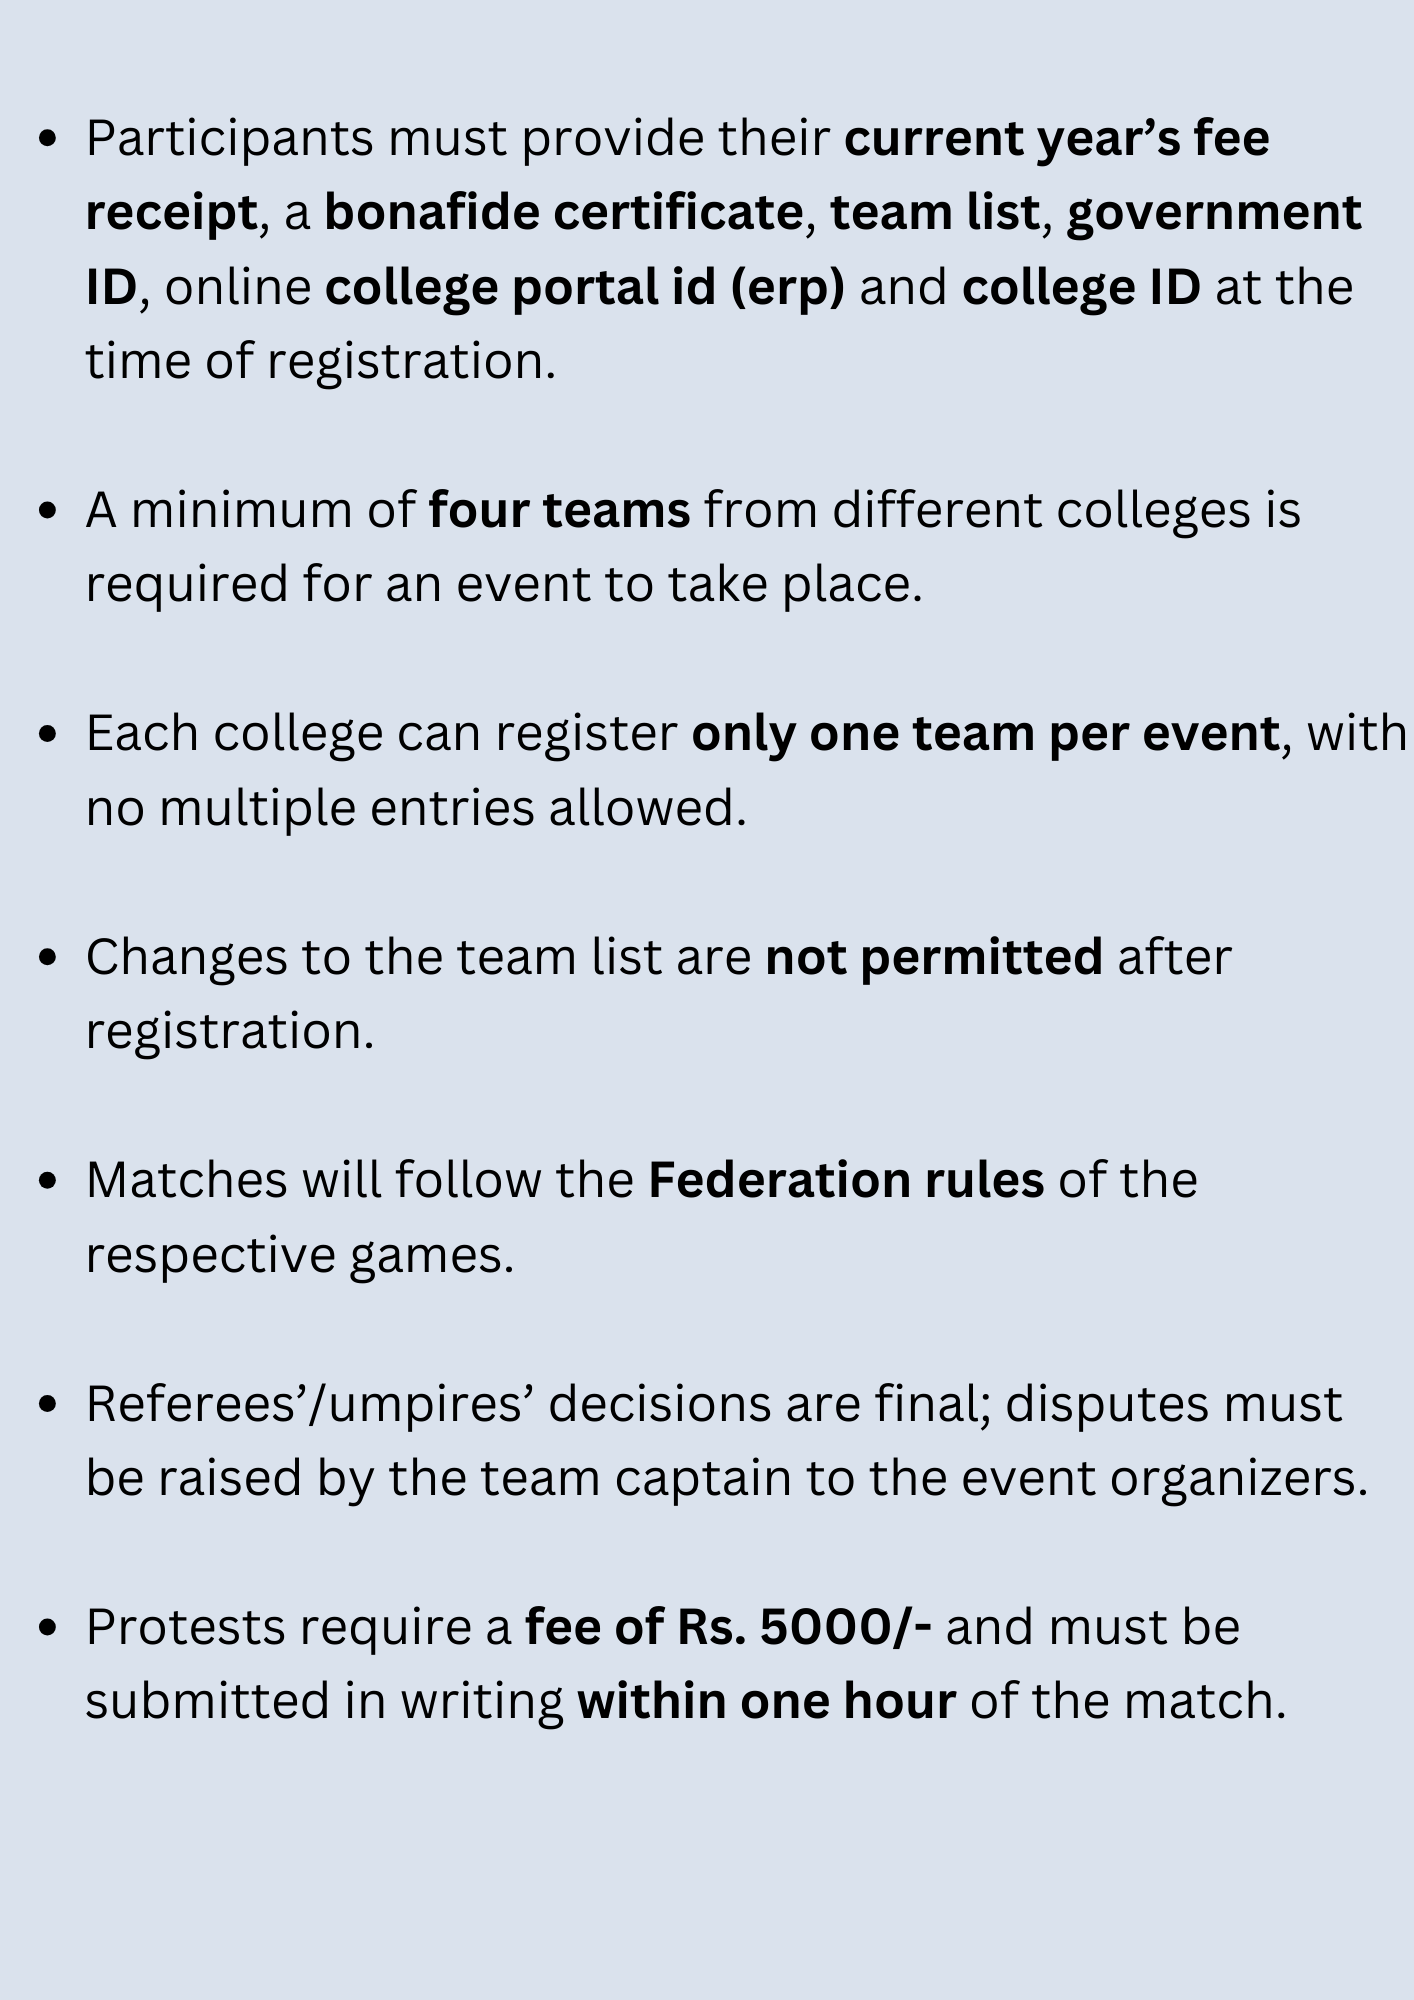 • Participants must provide their current year’s fee
receipt, a bonafide certificate, team list, government
ID, online college portal id (erp) and college ID at the
time of registration.
• A minimum of four teams from different colleges is
required for an event to take place.
• Each college can register only one team per event, with
no multiple entries allowed.
• Changes to the team list are not permitted after
registration.
• Matches will follow the Federation rules of the
respective games.
• Referees’/umpires’ decisions are final; disputes must
be raised by the team captain to the event organizers.
• Protests require a fee of Rs. 5000/- and must be
submitted in writing within one hour of the match.